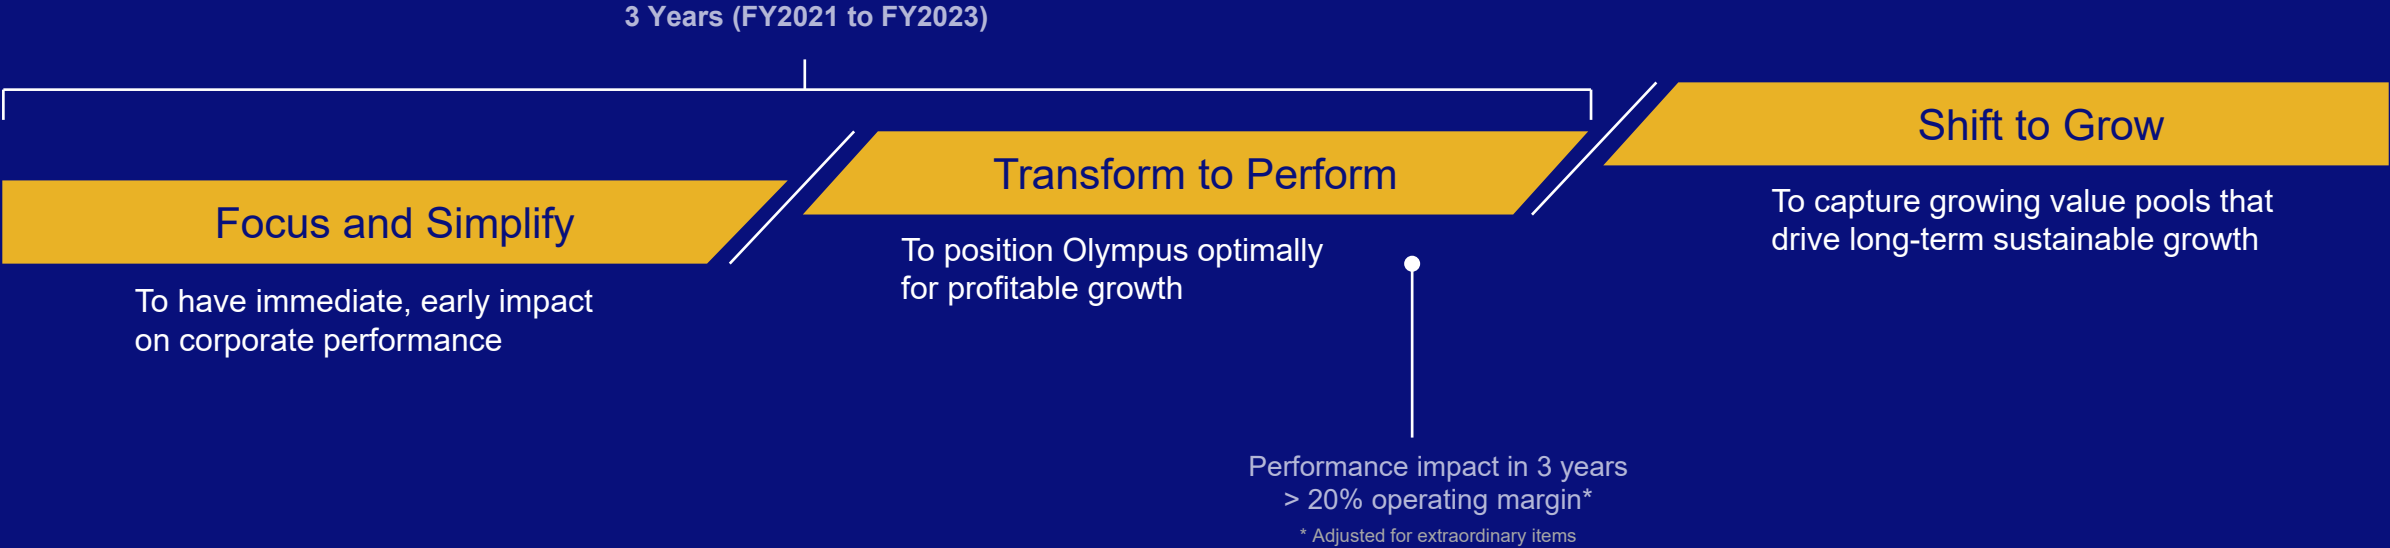 3 Years (FY2021 to FY2023)
Focus and Simplify
To have immediate, early impact
on corporate performance
Transform to Perform
To position Olympus optimally
for profitable growth
Performance impact in 3 years
> 20% operating margin*
* Adjusted for extraordinary items
Shift to Grow
To capture growing value pools that
drive long-term sustainable growth